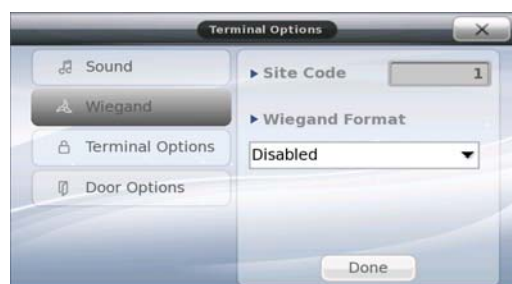 Terminal Options
Sound
Wiegand
Terminal Options
Door Options
Site Code
1
Wiegand Format
Disabled
Done